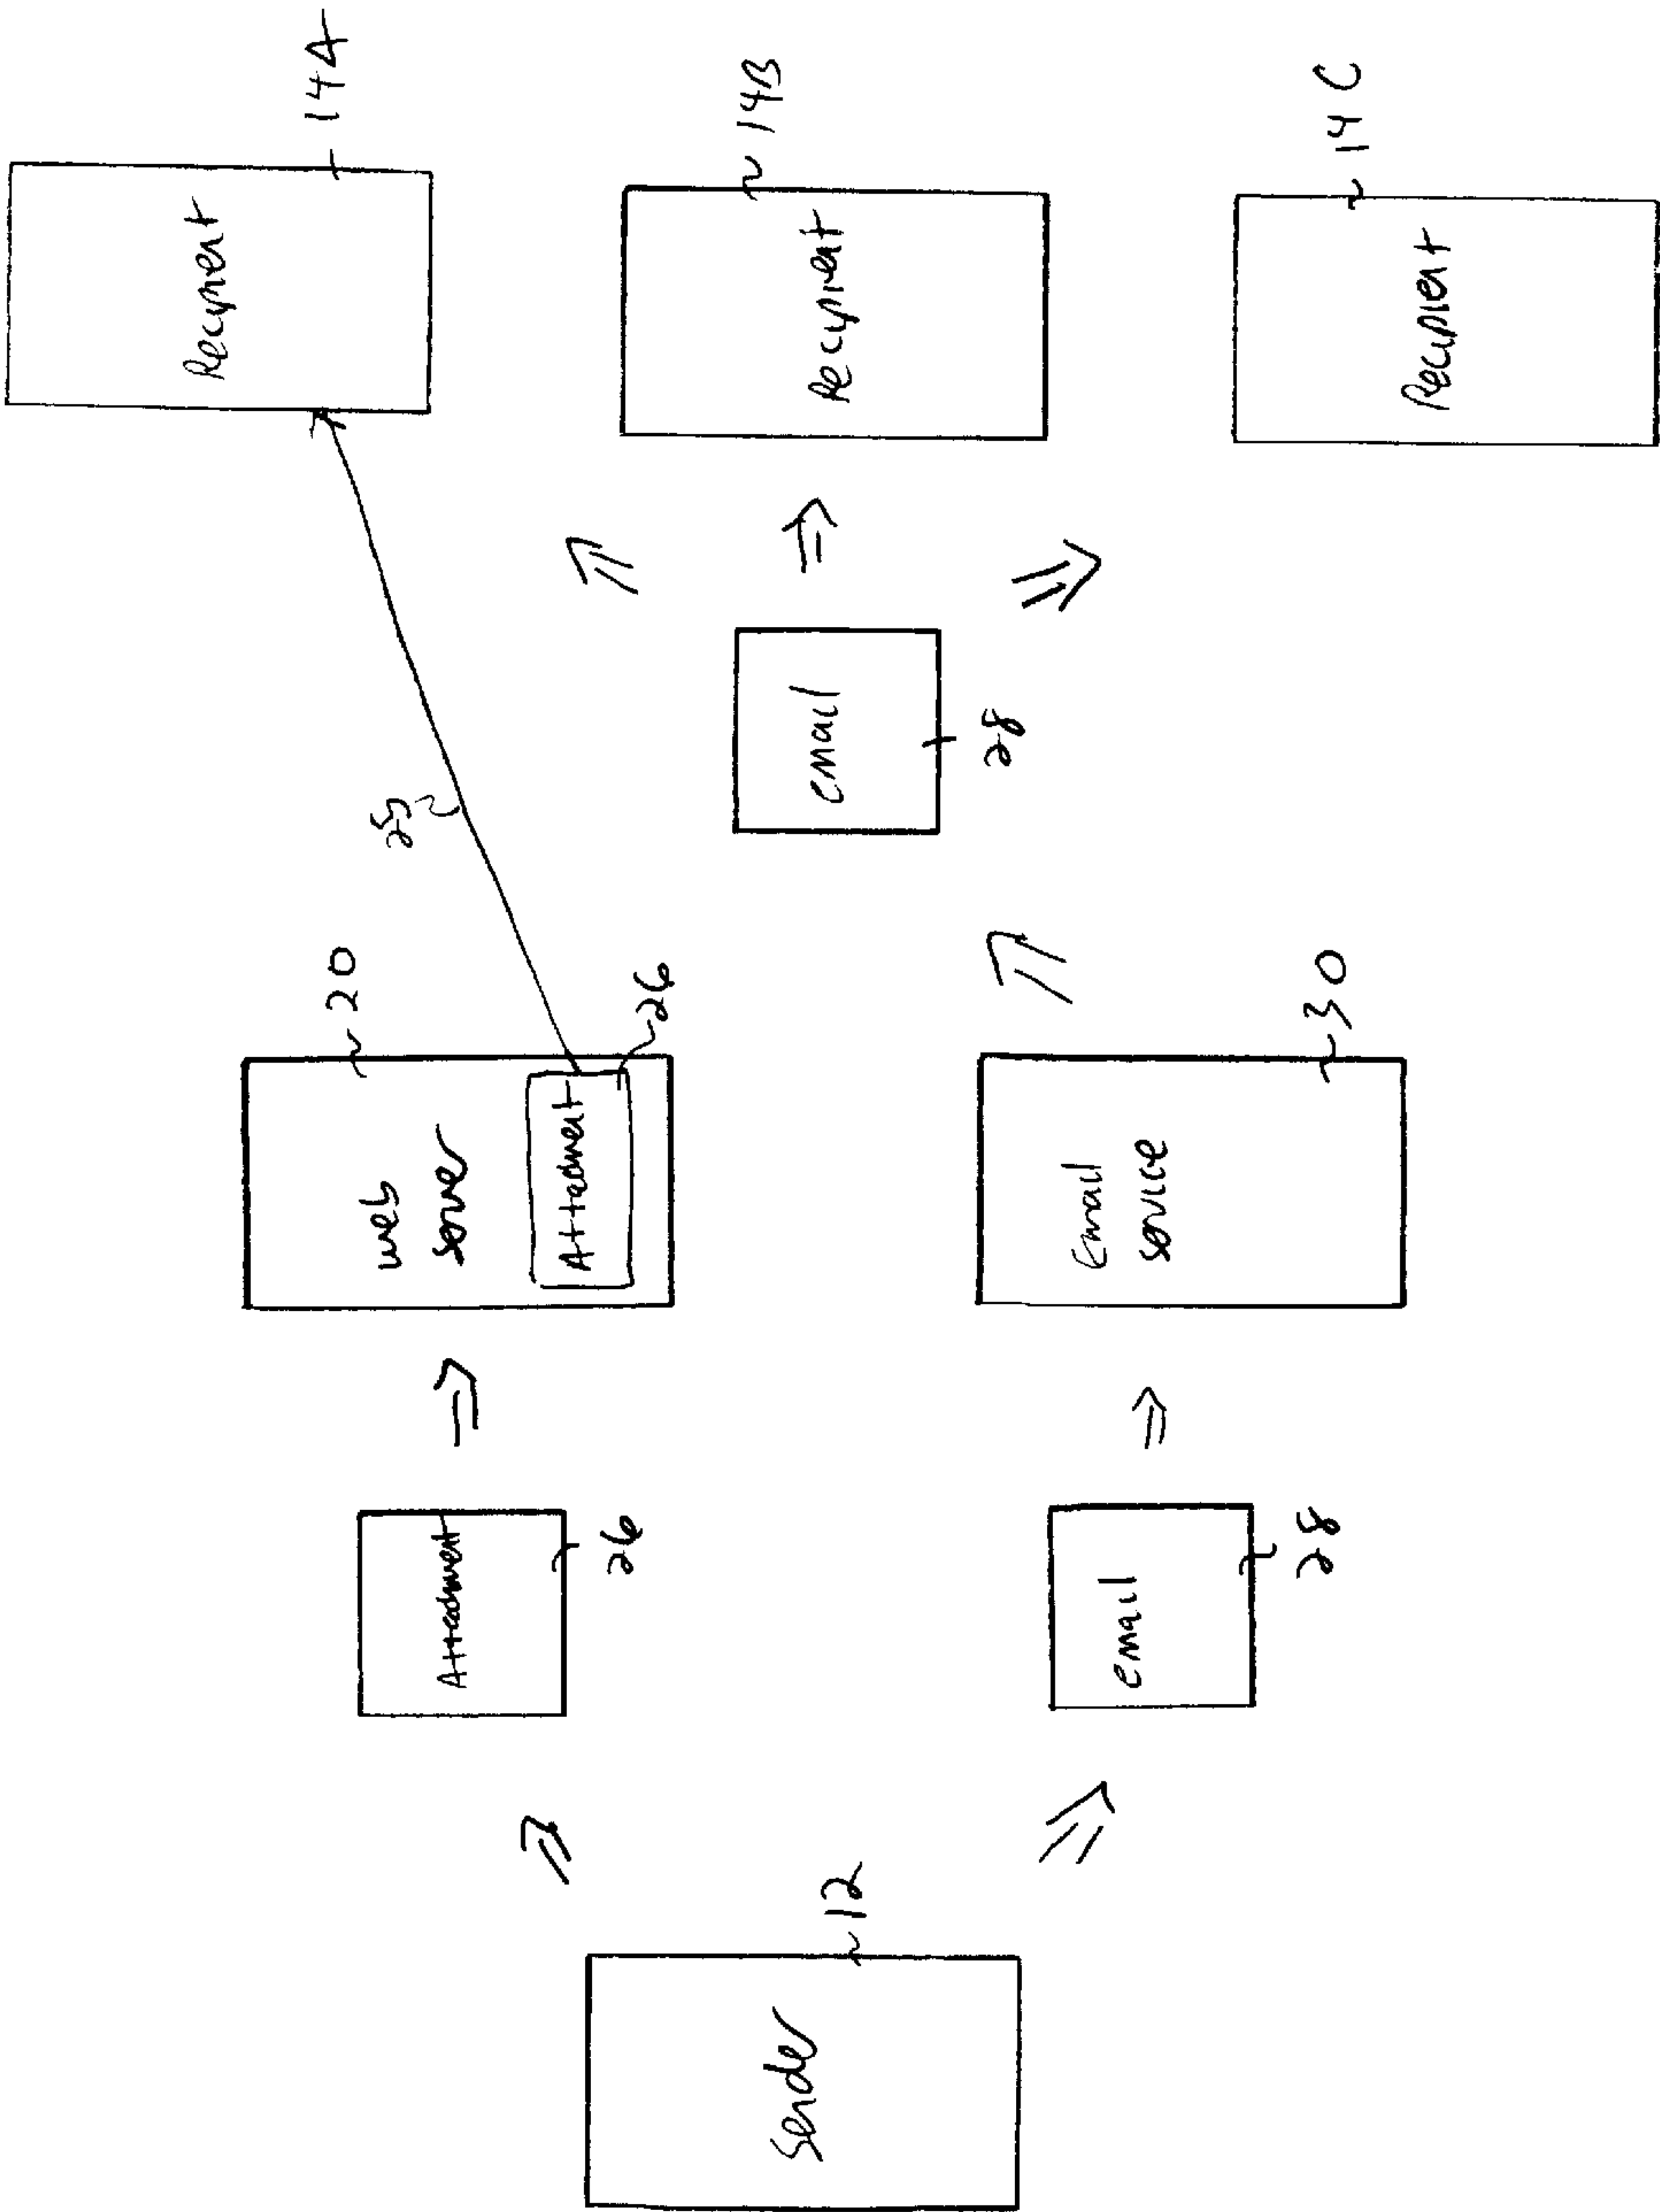 Recipient
14A
25
20
web
server
Attachment
26
Attachment
26
Recipient
14B
email
28
Sender
12
Email
service
30
email
28
Recipient
14C